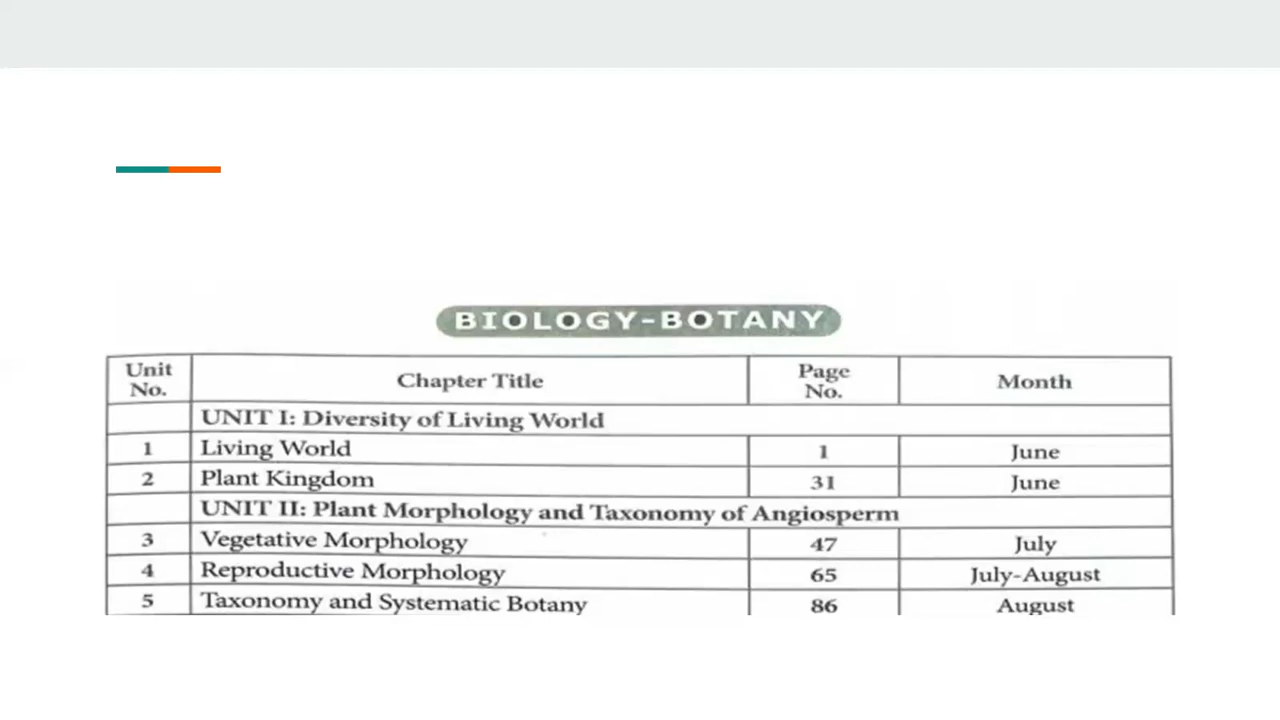 BIOLOGY-BOTANY
Unit No. Chapter Title Page No. Month
UNIT I: Diversity of Living World
1 Living World 1 June
2 Plant Kingdom 31 June
UNIT II: Plant Morphology and Taxonomy of Angiosperm
3 Vegetative Morphology 47 July
4 Reproductive Morphology 65 July-August
5 Taxonomy and Systematic Botany 86 August